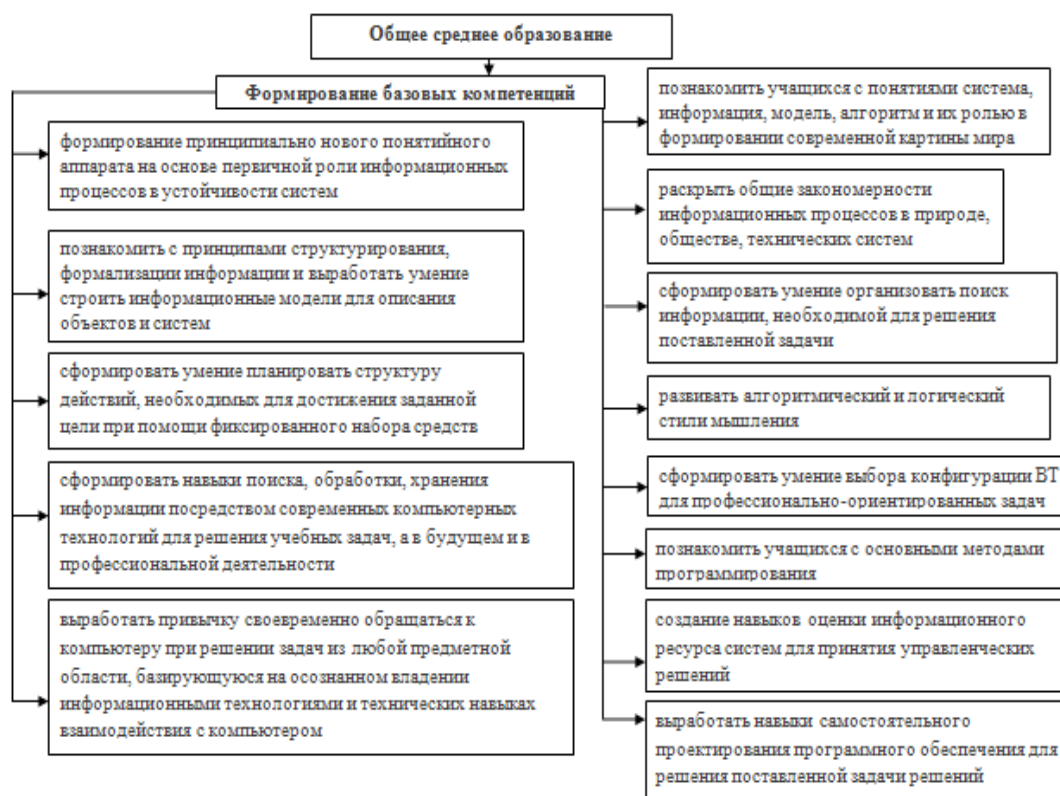 Общее среднее образование
Формирование базовых компетенций
формирование принципиально нового понятийного
аппарата на основе первичной роли информационных
процессов в устойчивости систем
познакомить с принципами структурирования,
формализации информации и выработать умение
строить информационные модели для описания
объектов и систем
сформировать умение планировать структуру
действий, необходимых для достижения заданной
цели при помощи фиксированного набора средств
сформировать навыки поиска, обработки, хранения
информации посредством современных компьютерных
технологий для решения учебных задач, а в будущем и в
профессиональной деятельности
выработать привычку своевременно обращаться к
компьютеру при решении задач из любой предметной
области, базирующуюся на осознанном владении
информационными технологиями и технических навыках
взаимодействия с компьютером
познакомить учащихся с понятиями система,
информация, модель, алгоритм и их ролью в
формировании современной картины мира
раскрыть общие закономерности
информационных процессов в природе,
обществе, технических систем
сформировать умение организовать поиск
информации, необходимой для решения
поставленной задачи
развивать алгоритмический и логический
стили мышления
сформировать умение выбора конфигурации ВТ
для профессионально-ориентированных задач
познакомить учащихся с основными методами
программирования
создание навыков оценки информационного
ресурса систем для принятия управленческих
решений
выработать навыки самостоятельного
проектирования программного обеспечения для
решения поставленной задачи решений